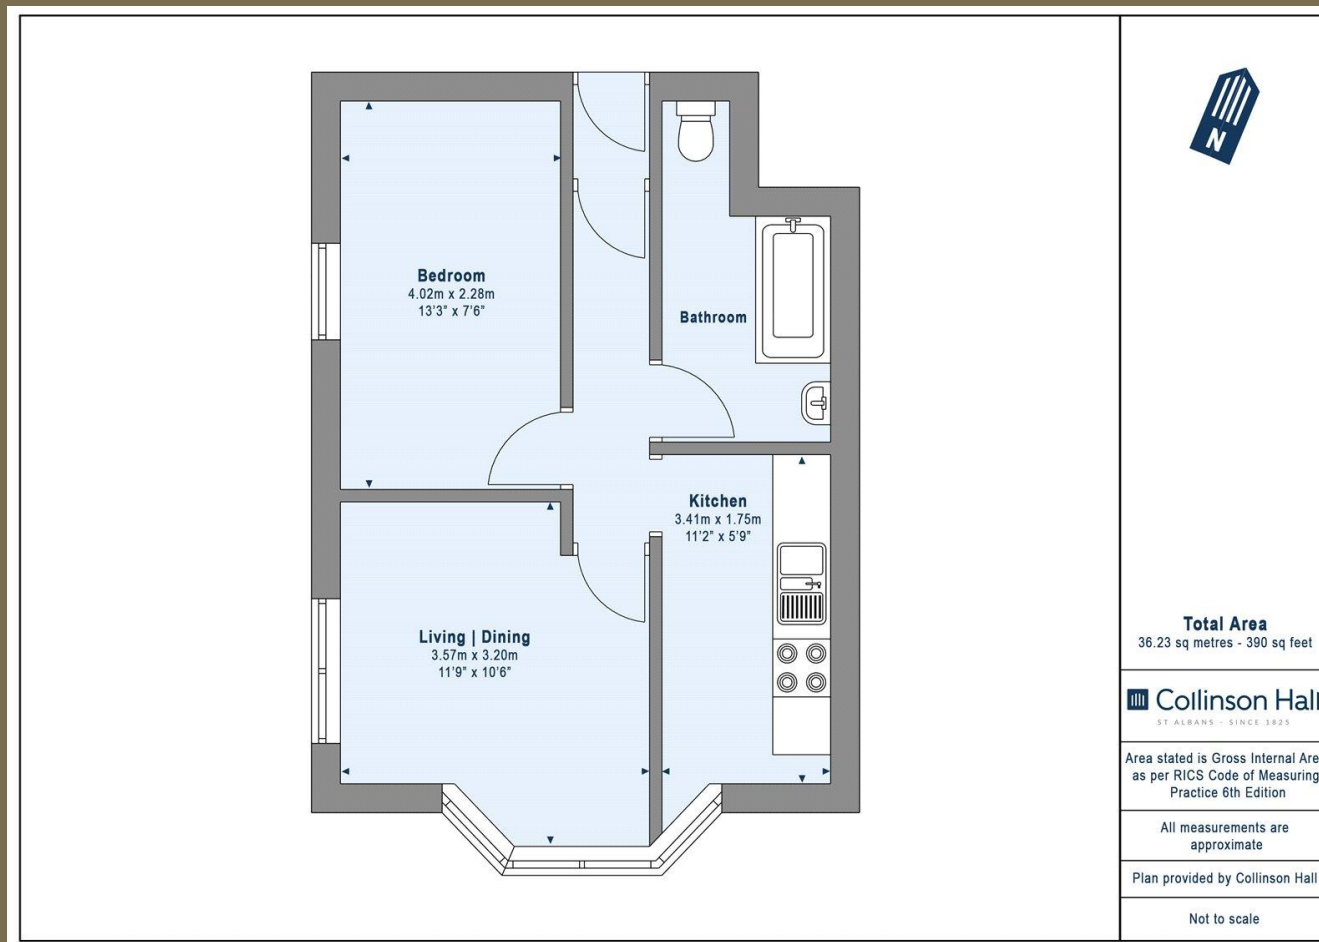 Bedroom
4.02m x 2.28m
13'3" x 7'6"
Bathroom
Kitchen
3.41m x 1.75m
11'2" x 5'9"
Living | Dining
3.57m x 3.20m
11'9" x 10'6"
N
Total Area
36.23 sq metres - 390 sq feet
Collinson Hall
ST ALBANS - SINCE 1825
Area stated is Gross Internal Are
as per RICS Code of Measuring
Practice 6th Edition
All measurements are
approximate
Plan provided by Collinson Hall
Not to scale